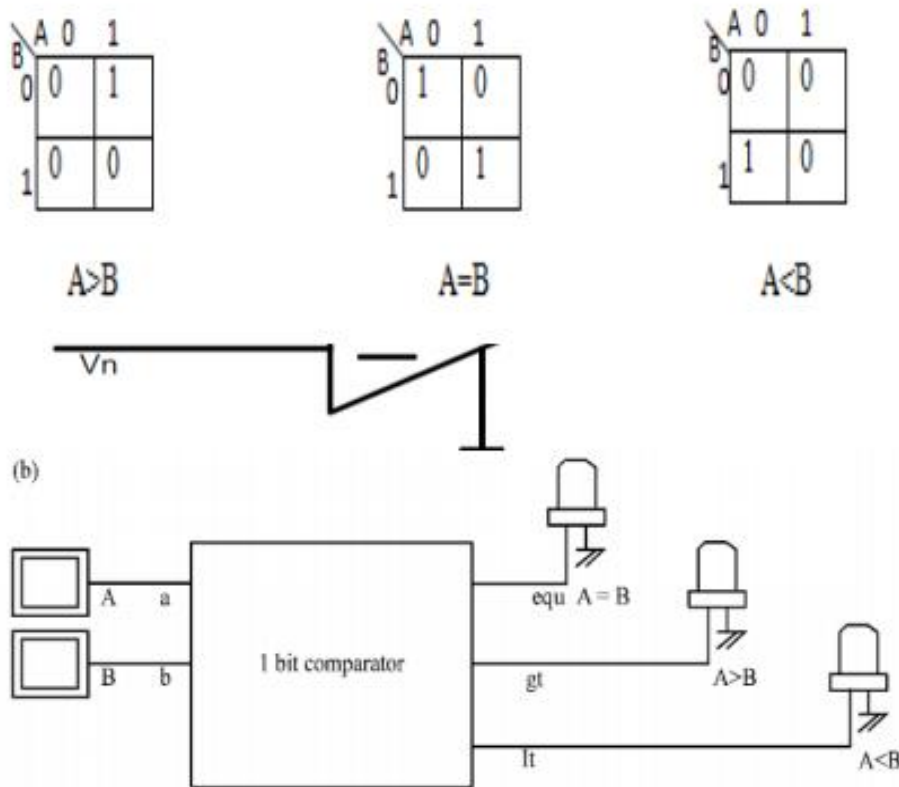 A 0 1 A 0 1 A 0 1
B B B
0 0 1 0 1 0 0 0 0
1 0 0 1 0 1 1 1 0
A>B A=B A<B
Vn
(b)
A a equ A = B
B b 1 bit comparator gt A>B
lt A<B